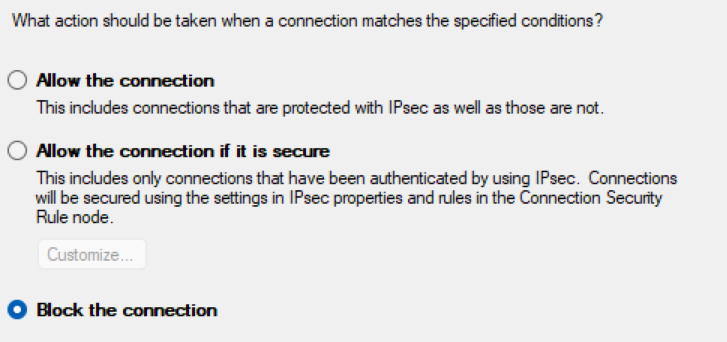 What action should be taken when a connection matches the specified conditions?
Allow the connection
This includes connections that are protected with IPsec as well as those are not.
Allow the connection if it is secure
This includes only connections that have been authenticated by using IPsec. Connections
will be secured using the settings in IPsec properties and rules in the Connection Security
Rule node.
Customize...
Block the connection